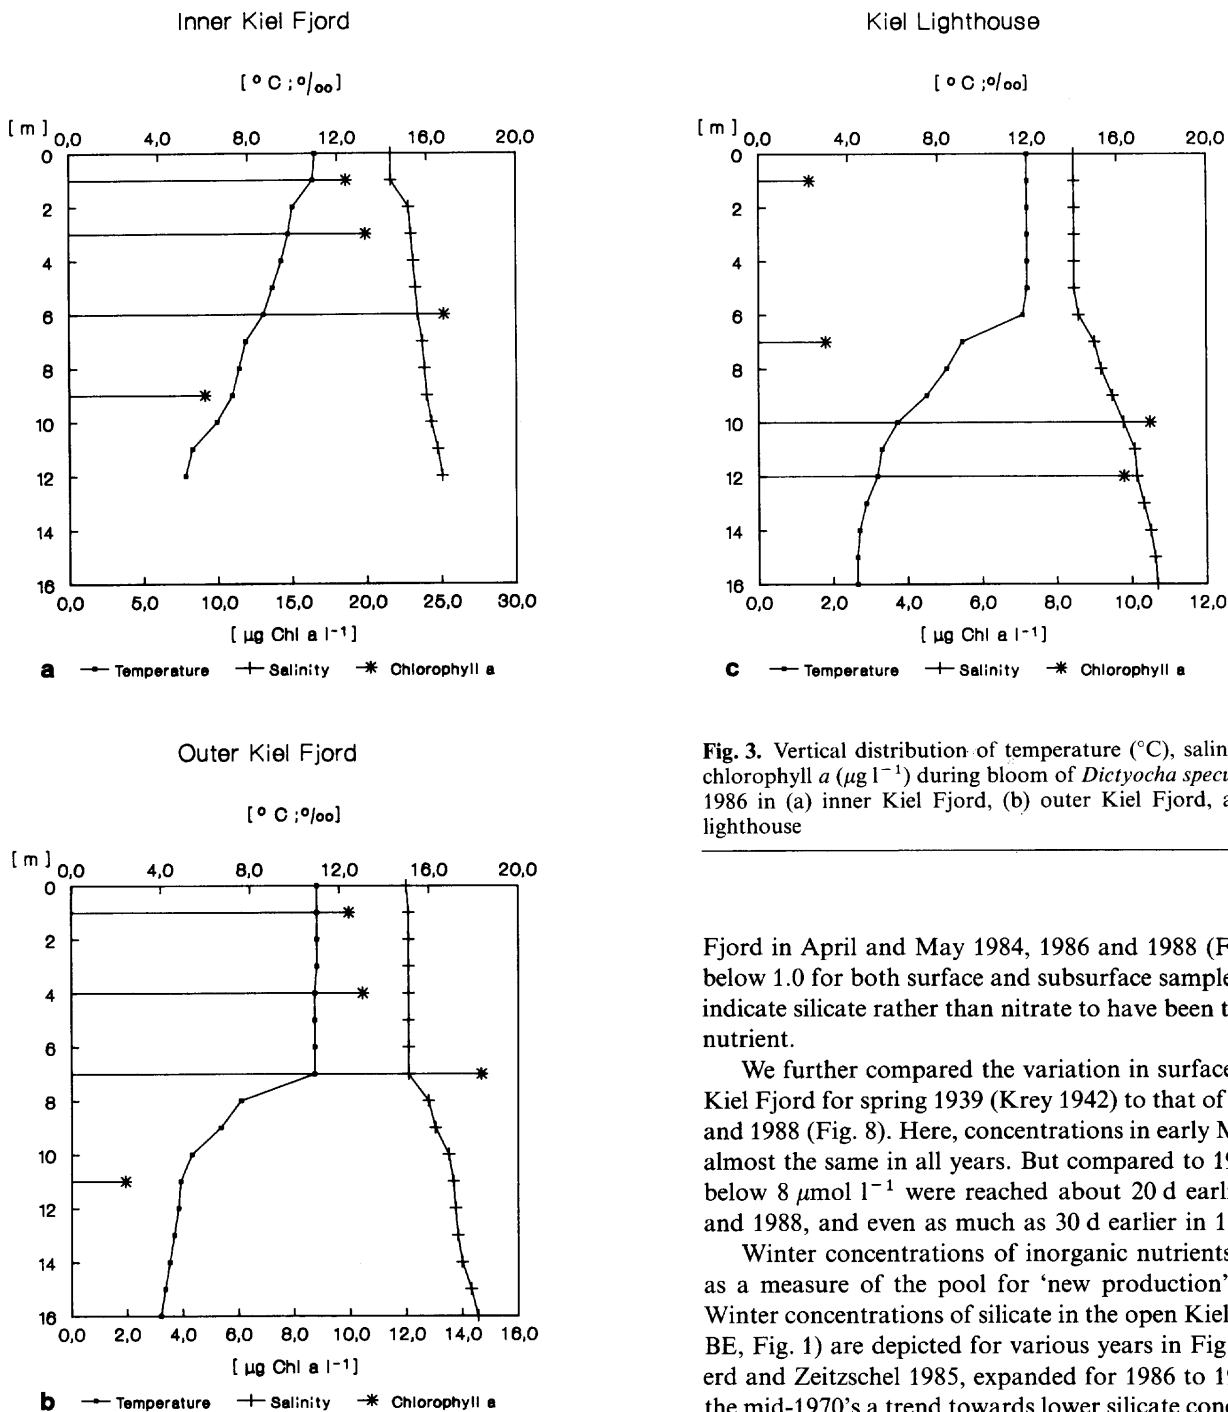 Inner Kiel Fjord
[ ° C ; °/oo ]
[ m ] 0,0 4,0 8,0 12,0 16,0 20,0
0
2
4
6
8
10
12
14
16
0,0 5,0 10,0 15,0 20,0 25,0 30,0
[ µg Chl a l⁻¹ ]
a Temperature Salinity Chlorophyll a
Outer Kiel Fjord
[ ° C ; °/oo ]
[ m ] 0,0 4,0 8,0 12,0 16,0 20,0
0
2
4
6
8
10
12
14
16
0,0 2,0 4,0 6,0 8,0 10,0 12,0 14,0 16,0
[ µg Chl a l⁻¹ ]
b Temperature Salinity Chlorophyll a
Kiel Lighthouse
[ ° C ; °/oo ]
[ m ] 0,0 4,0 8,0 12,0 16,0 20,0
0
2
4
6
8
10
12
14
16
0,0 2,0 4,0 6,0 8,0 10,0 12,0
[ µg Chl a l⁻¹ ]
c Temperature Salinity Chlorophyll a
Fig. 3. Vertical distribution of temperature (°C), salin
chlorophyll a (µg l⁻¹) during bloom of Dictyocha specu
1986 in (a) inner Kiel Fjord, (b) outer Kiel Fjord, a
lighthouse
Fjord in April and May 1984, 1986 and 1988 (F
below 1.0 for both surface and subsurface sample
indicate silicate rather than nitrate to have been t
nutrient.
We further compared the variation in surface
Kiel Fjord for spring 1939 (Krey 1942) to that of
and 1988 (Fig. 8). Here, concentrations in early M
almost the same in all years. But compared to 19
below 8 µmol l⁻¹ were reached about 20 d earli
and 1988, and even as much as 30 d earlier in 1
Winter concentrations of inorganic nutrients
as a measure of the pool for 'new production'
Winter concentrations of silicate in the open Kiel
BE, Fig. 1) are depicted for various years in Fig
erd and Zeitzschel 1985, expanded for 1986 to 19
the mid-1970's a trend towards lower silicate conc